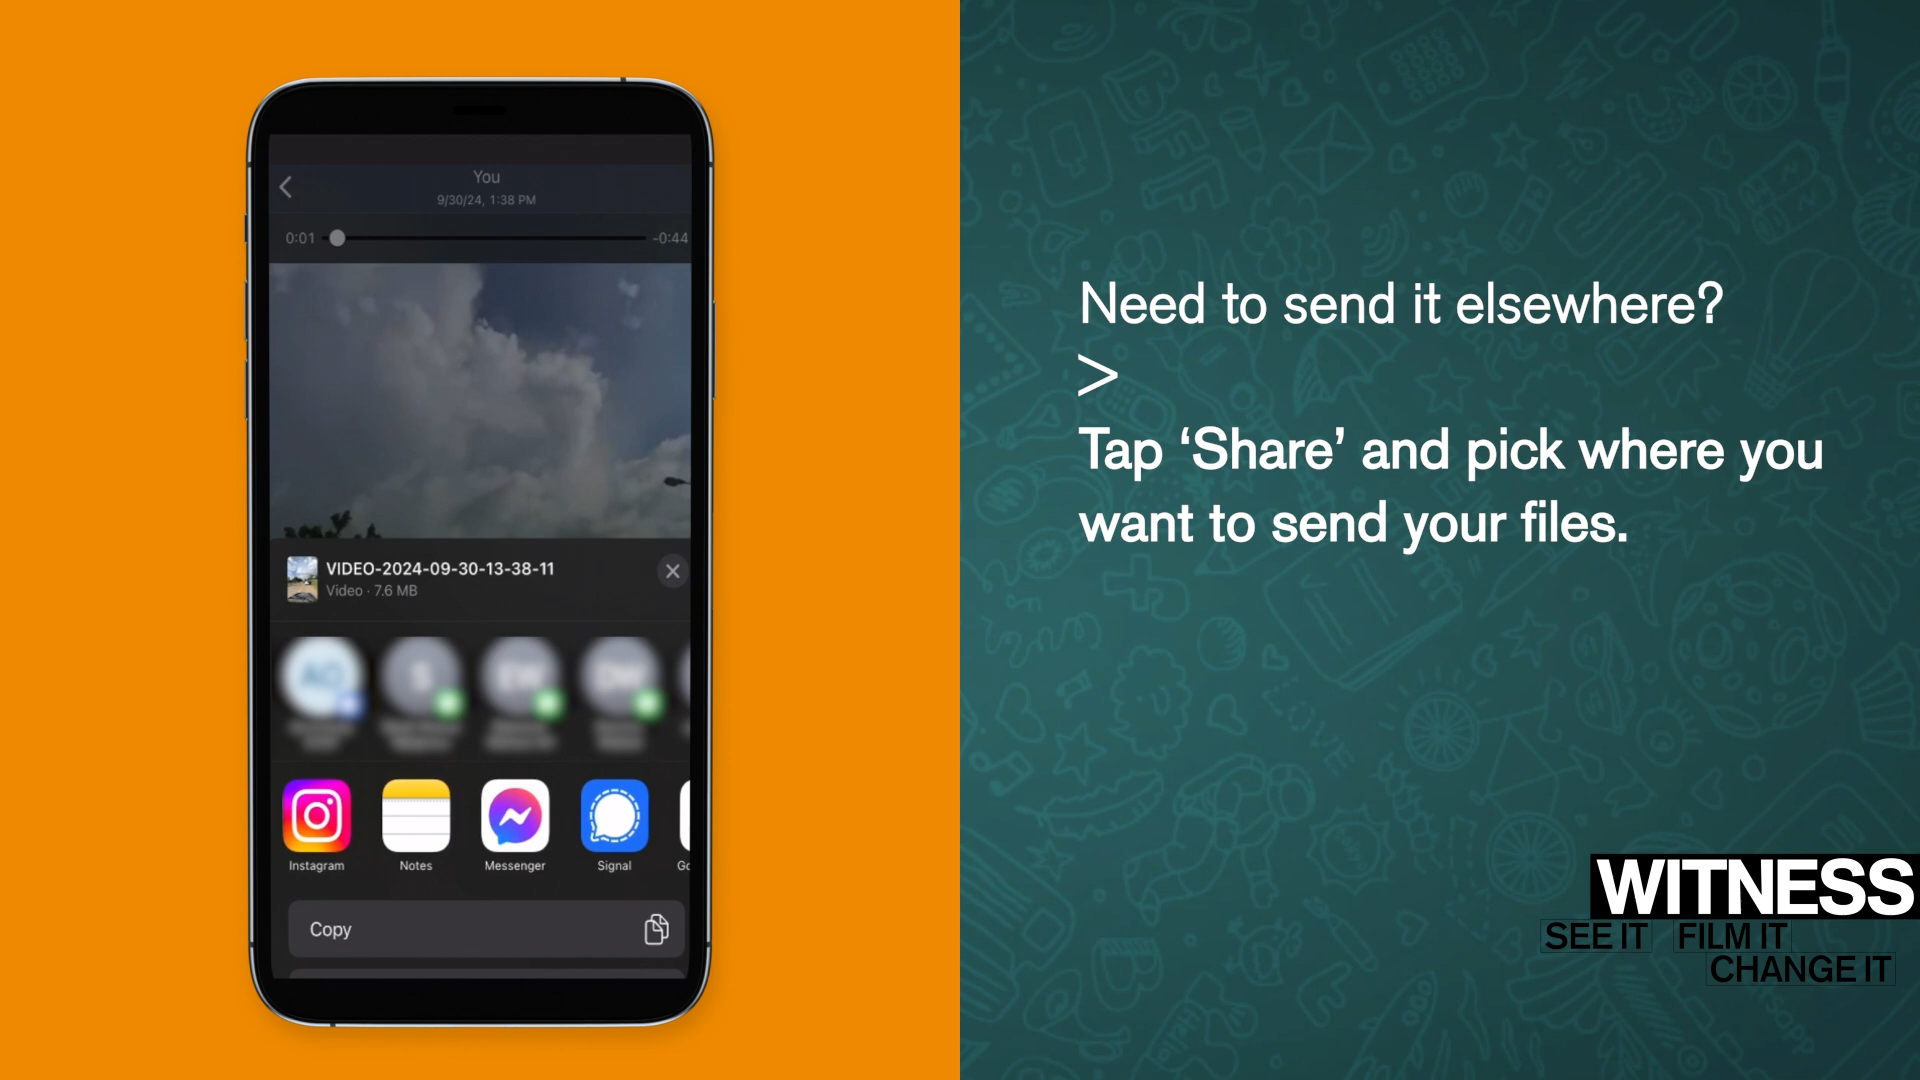 You
9/30/24, 1:38 PM
0:01
-0:44
VIDEO-2024-09-30-13-38-11
Video · 7.6 MB
Instagram
Notes
Messenger
Signal
Copy
Need to send it elsewhere?
>
Tap ‘Share’ and pick where you
want to send your files.
WITNESS
SEE IT FILM IT
CHANGE IT